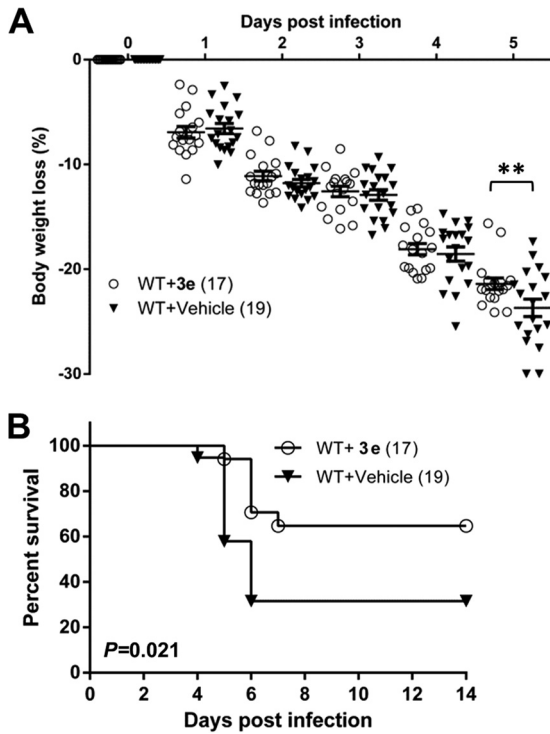 A
Days post infection
0 1 2 3 4 5
0
-10
-20
-30
Body weight loss (%)
**
WT+3e (17)
WT+Vehicle (19)
B
100
80
60
40
20
0
Percent survival
WT+ 3e (17)
WT+Vehicle (19)
P=0.021
0 2 4 6 8 10 12 14
Days post infection